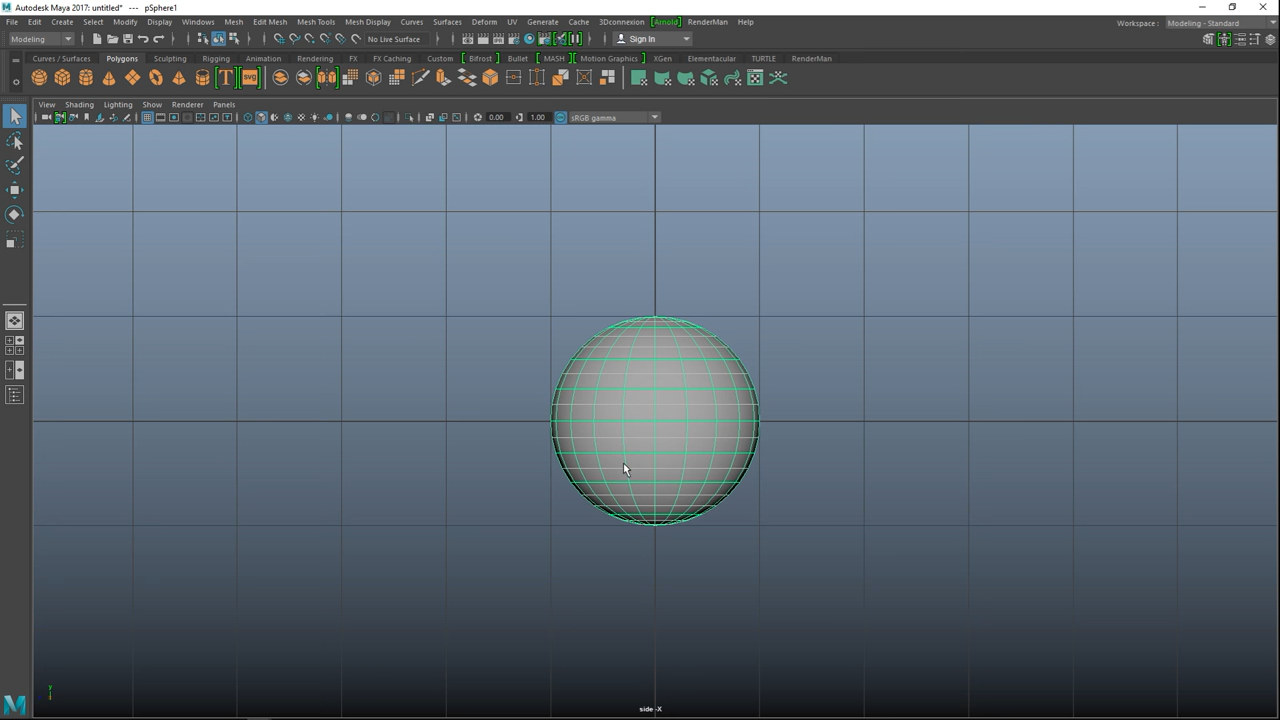 Autodesk Maya 2017: untitled* --- pSphere1
File Edit Create Select Modify Display Windows Mesh Edit Mesh Mesh Tools Mesh Display Curves Surfaces Deform UV Generate Cache 3Dconnexion [Arnold] RenderMan Help Workspace : Modeling - Standard
Modeling No Live Surface Sign In
Curves / Surfaces Polygons Sculpting Rigging Animation Rendering FX FX Caching Custom Bifrost Bullet MASH Motion Graphics XGen Elementacular TURTLE RenderMan
T svg
View Shading Lighting Show Renderer Panels
0.00 1.00 sRGB gamma
y
side -X